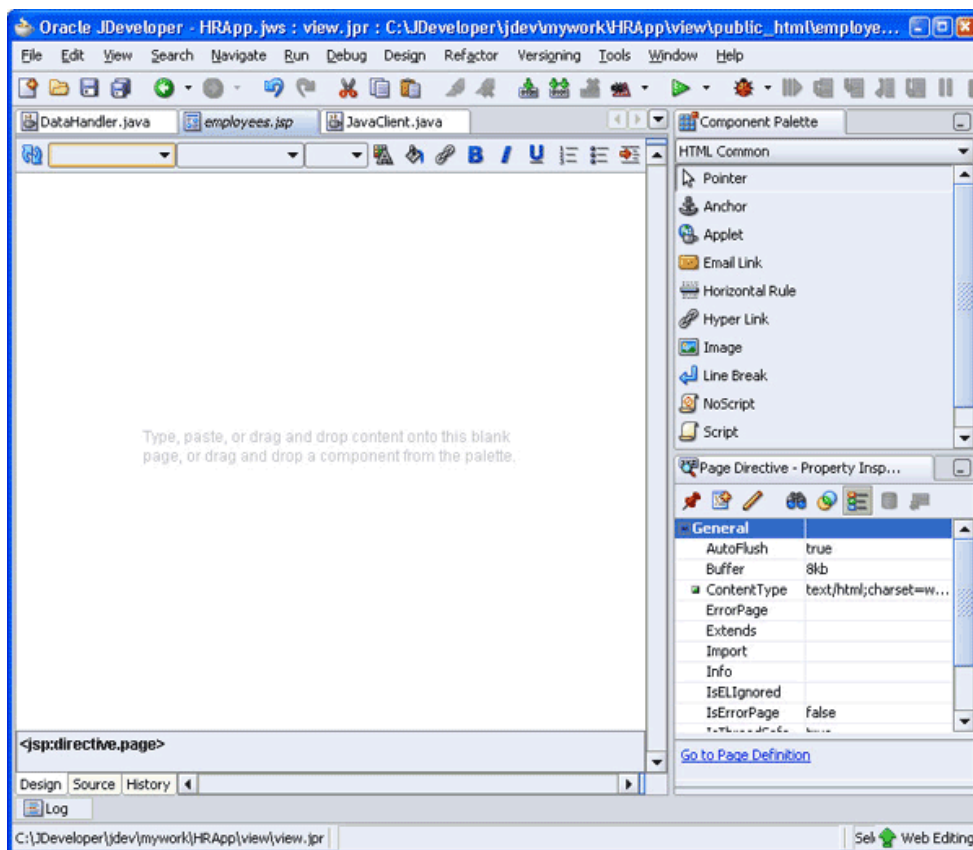 Oracle JDeveloper - HRApp.jws : view.jpr : C:\JDeveloper\jdev\mywork\HRApp\view\public_html\employe...
File Edit View Search Navigate Run Debug Design Refactor Versioning Tools Window Help
DataHandler.java employees.jsp JavaClient.java
Component Palette
HTML Common
Pointer
Anchor
Applet
Email Link
Horizontal Rule
Hyper Link
Image
Line Break
NoScript
Script
Type, paste, or drag and drop content onto this blank
page, or drag and drop a component from the palette.
Page Directive - Property Insp...
General
AutoFlush true
Buffer 8kb
ContentType text/html;charset=w...
ErrorPage
Extends
Import
Info
IsELIgnored
IsErrorPage false
IsThreadSafe true
Go to Page Definition
<jsp:directive.page>
Design Source History
Log
C:\JDeveloper\jdev\mywork\HRApp\view\view.jpr
Web Editing